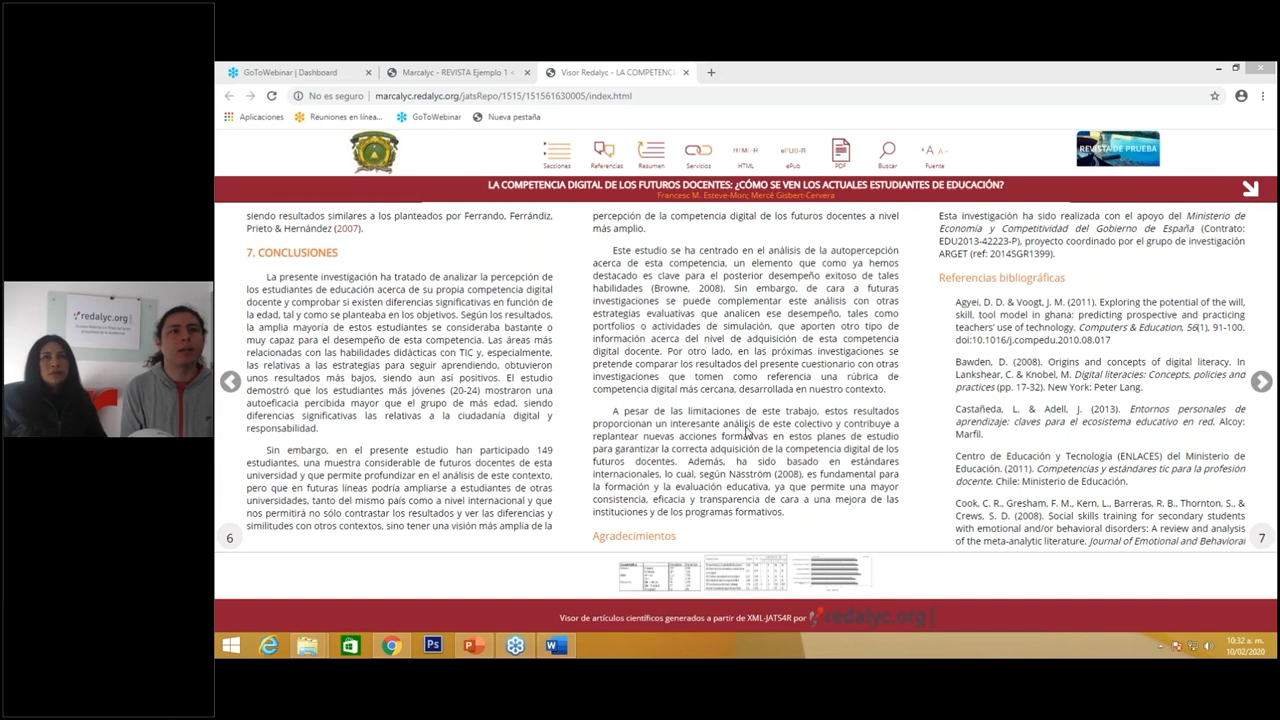 GoToWebinar | Dashboard
Marcalyc - REVISTA Ejemplo 1 <
Visor Redalyc - LA COMPETENCI
No es seguro
marcalyc.redalyc.org/jatsRepo/1515/151561630005/index.html
Aplicaciones
Reuniones en línea...
GoToWebinar
Nueva pestaña
Secciones
Referencias
Resumen
Servicios
HTML-R
HTML
ePUB-R
ePub
PDF
Buscar
+A A-
Fuente
REVISTA DE PRUEBA
LA COMPETENCIA DIGITAL DE LOS FUTUROS DOCENTES: ¿CÓMO SE VEN LOS ACTUALES ESTUDIANTES DE EDUCACIÓN?
Francesc M. Esteve-Mon; Mercè Gisbert-Cervera
siendo resultados similares a los planteados por Ferrando, Ferrándiz,
Prieto & Hernández (2007).
7. CONCLUSIONES
La presente investigación ha tratado de analizar la percepción de
los estudiantes de educación acerca de su propia competencia digital
docente y comprobar si existen diferencias significativas en función de
la edad, tal y como se planteaba en los objetivos. Según los resultados,
la amplia mayoría de estos estudiantes se consideraba bastante o
muy capaz para el desempeño de esta competencia. Las áreas más
relacionadas con las habilidades didácticas con TIC y, especialmente,
las relativas a las estrategias para seguir aprendiendo, obtuvieron
unos resultados más bajos, siendo aun así positivos. El estudio
demostró que los estudiantes más jóvenes (20-24) mostraron una
autoeficacia percibida mayor que el grupo de más edad, siendo
diferencias significativas las relativas a la ciudadanía digital y
responsabilidad.
Sin embargo, en el presente estudio han participado 149
estudiantes, una muestra considerable de futuros docentes de esta
universidad y que permite profundizar en el análisis de este contexto,
pero que en futuras líneas podría ampliarse a estudiantes de otras
universidades, tanto del mismo país como a nivel internacional y que
nos permitirá no sólo contrastar los resultados y ver las diferencias y
similitudes con otros contextos, sino tener una visión más amplia de la
6
percepción de la competencia digital de los futuros docentes a nivel
más amplio.
Este estudio se ha centrado en el análisis de la autopercepción
acerca de esta competencia, un elemento que como ya hemos
destacado es clave para el posterior desempeño exitoso de tales
habilidades (Browne, 2008). Sin embargo, de cara a futuras
investigaciones se puede complementar este análisis con otras
estrategias evaluativas que analicen ese desempeño, tales como
portfolios o actividades de simulación, que aporten otro tipo de
información acerca del nivel de adquisición de esta competencia
digital docente. Por otro lado, en las próximas investigaciones se
pretende comparar los resultados del presente cuestionario con otras
investigaciones que tomen como referencia una rúbrica de
competencia digital más cercana, desarrollada en nuestro contexto.
A pesar de las limitaciones de este trabajo, estos resultados
proporcionan un interesante análisis de este colectivo y contribuye a
replantear nuevas acciones formativas en estos planes de estudio
para garantizar la correcta adquisición de la competencia digital de los
futuros docentes. Además, ha sido basado en estándares
internacionales, lo cual, según Näsström (2008), es fundamental para
la formación y la evaluación educativa, ya que permite una mayor
consistencia, eficacia y transparencia de cara a una mejora de las
instituciones y de los programas formativos.
Agradecimientos
Esta investigación ha sido realizada con el apoyo del Ministerio de
Economía y Competitividad del Gobierno de España (Contrato:
EDU2013-42223-P), proyecto coordinado por el grupo de investigación
ARGET (ref: 2014SGR1399).
Referencias bibliográficas
Agyei, D. D. & Voogt, J. M. (2011). Exploring the potential of the will,
skill, tool model in ghana: predicting prospective and practicing
teachers' use of technology. Computers & Education, 56(1), 91-100.
doi:10.1016/j.compedu.2010.08.017
Bawden, D. (2008). Origins and concepts of digital literacy. In
Lankshear, C. & Knobel, M. Digital literacies: Concepts, policies and
practices (pp. 17-32). New York: Peter Lang.
Castañeda, L. & Adell, J. (2013). Entornos personales de
aprendizaje: claves para el ecosistema educativo en red. Alcoy:
Marfil.
Centro de Educación y Tecnología (ENLACES) del Ministerio de
Educación. (2011). Competencias y estándares tic para la profesión
docente. Chile: Ministerio de Educación.
Cook, C. R., Gresham, F. M., Kern, L., Barreras, R. B., Thornton, S., &
Crews, S. D. (2008). Social skills training for secondary students
with emotional and/or behavioral disorders: A review and analysis
of the meta-analytic literature. Journal of Emotional and Behavioral
7
redalyc.org
Visor de artículos científicos generados a partir de XML-JATS4R por redalyc.org
10:32 a. m.
10/02/2020